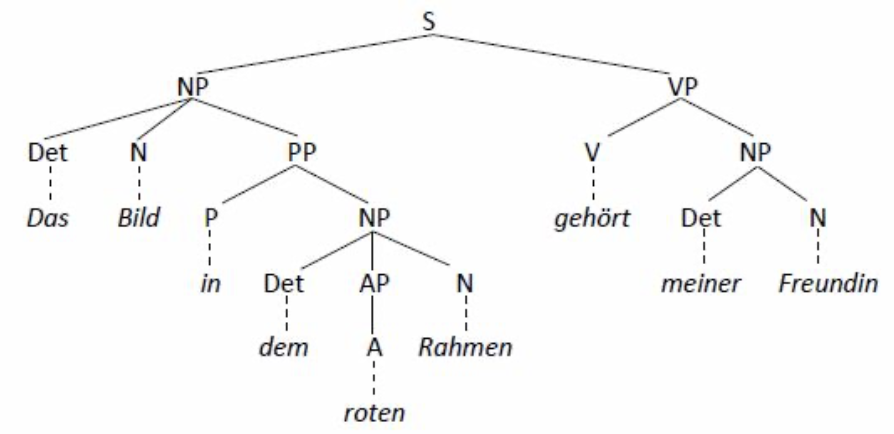 S
NP VP
Det N PP V NP
Das Bild P NP gehört Det N
in Det AP N meiner Freundin
dem A Rahmen
roten